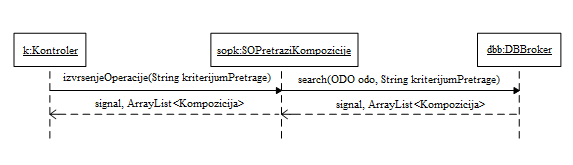 k:Kontroler
sopk:SOPretraziKompozicije
dbb:DBBroker
izvrsenjeOperacije(String kriterijumPretrage)
search(ODO odo, String kriterijumPretrage)
signal, ArrayList<Kompozicija>
signal, ArrayList<Kompozicija>